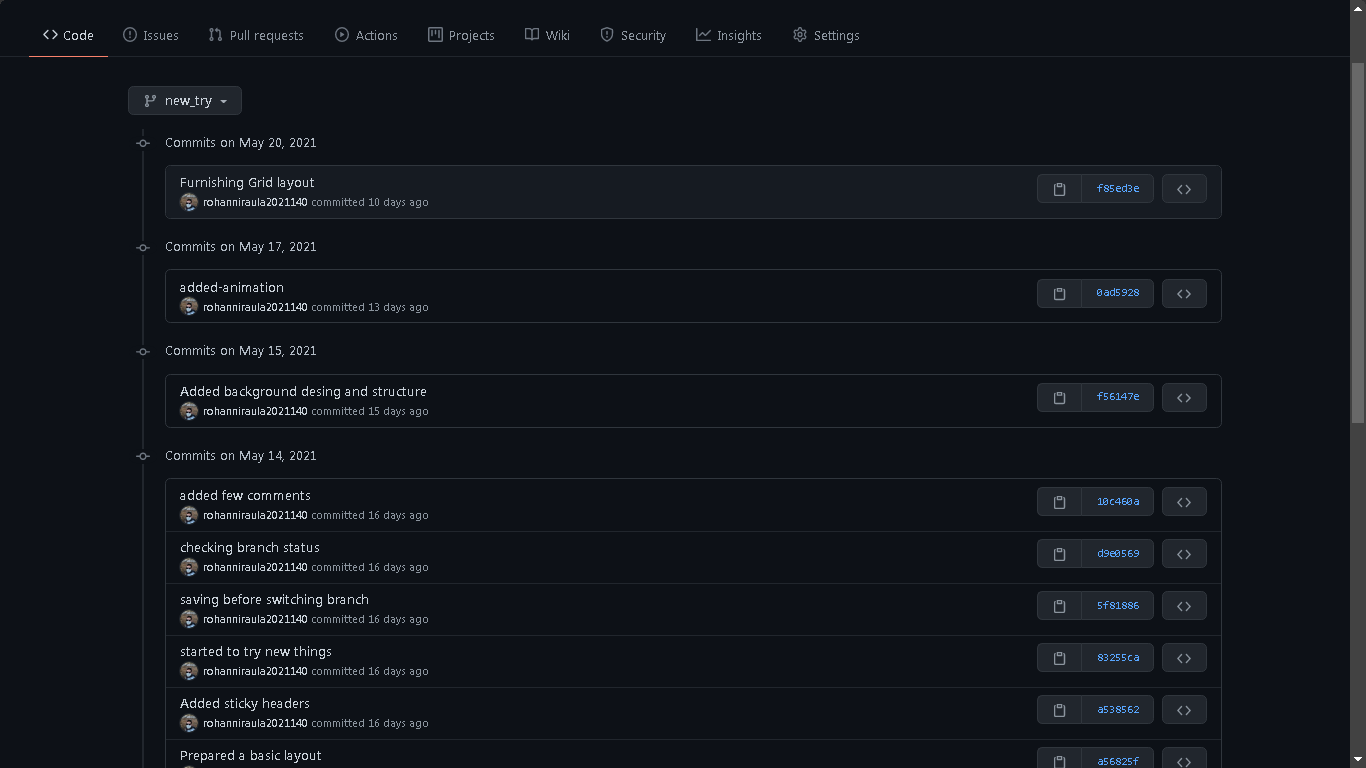 Code Issues Pull requests Actions Projects Wiki Security Insights Settings
new_try
Commits on May 20, 2021
Furnishing Grid layout
rohanniraula2021140 committed 10 days ago
f85ed3e
Commits on May 17, 2021
added-animation
rohanniraula2021140 committed 13 days ago
0ad5928
Commits on May 15, 2021
Added background desing and structure
rohanniraula2021140 committed 15 days ago
f56147e
Commits on May 14, 2021
added few comments
rohanniraula2021140 committed 16 days ago
10c460a
checking branch status
rohanniraula2021140 committed 16 days ago
d9e0569
saving before switching branch
rohanniraula2021140 committed 16 days ago
5f81886
started to try new things
rohanniraula2021140 committed 16 days ago
83255ca
Added sticky headers
rohanniraula2021140 committed 16 days ago
a538562
Prepared a basic layout
a56825f